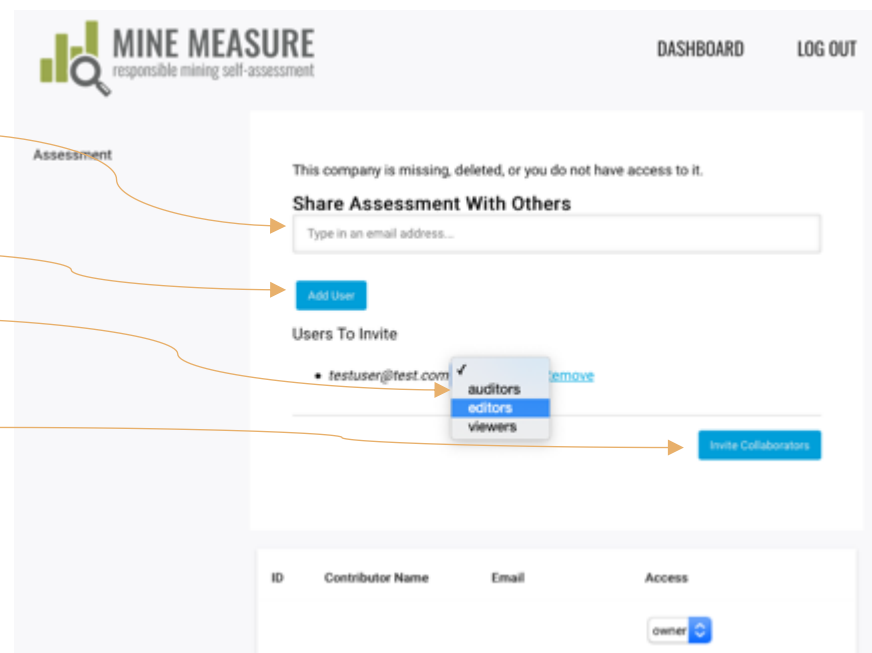 MINE MEASURE
responsible mining self-assessment
DASHBOARD LOG OUT
Assessment
This company is missing, deleted, or you do not have access to it.
Share Assessment With Others
Type in an email address...
Add User
Users To Invite
• testuser@test.com ✓ emove
auditors
editors
viewers
Invite Collaborators
ID Contributor Name Email Access
owner